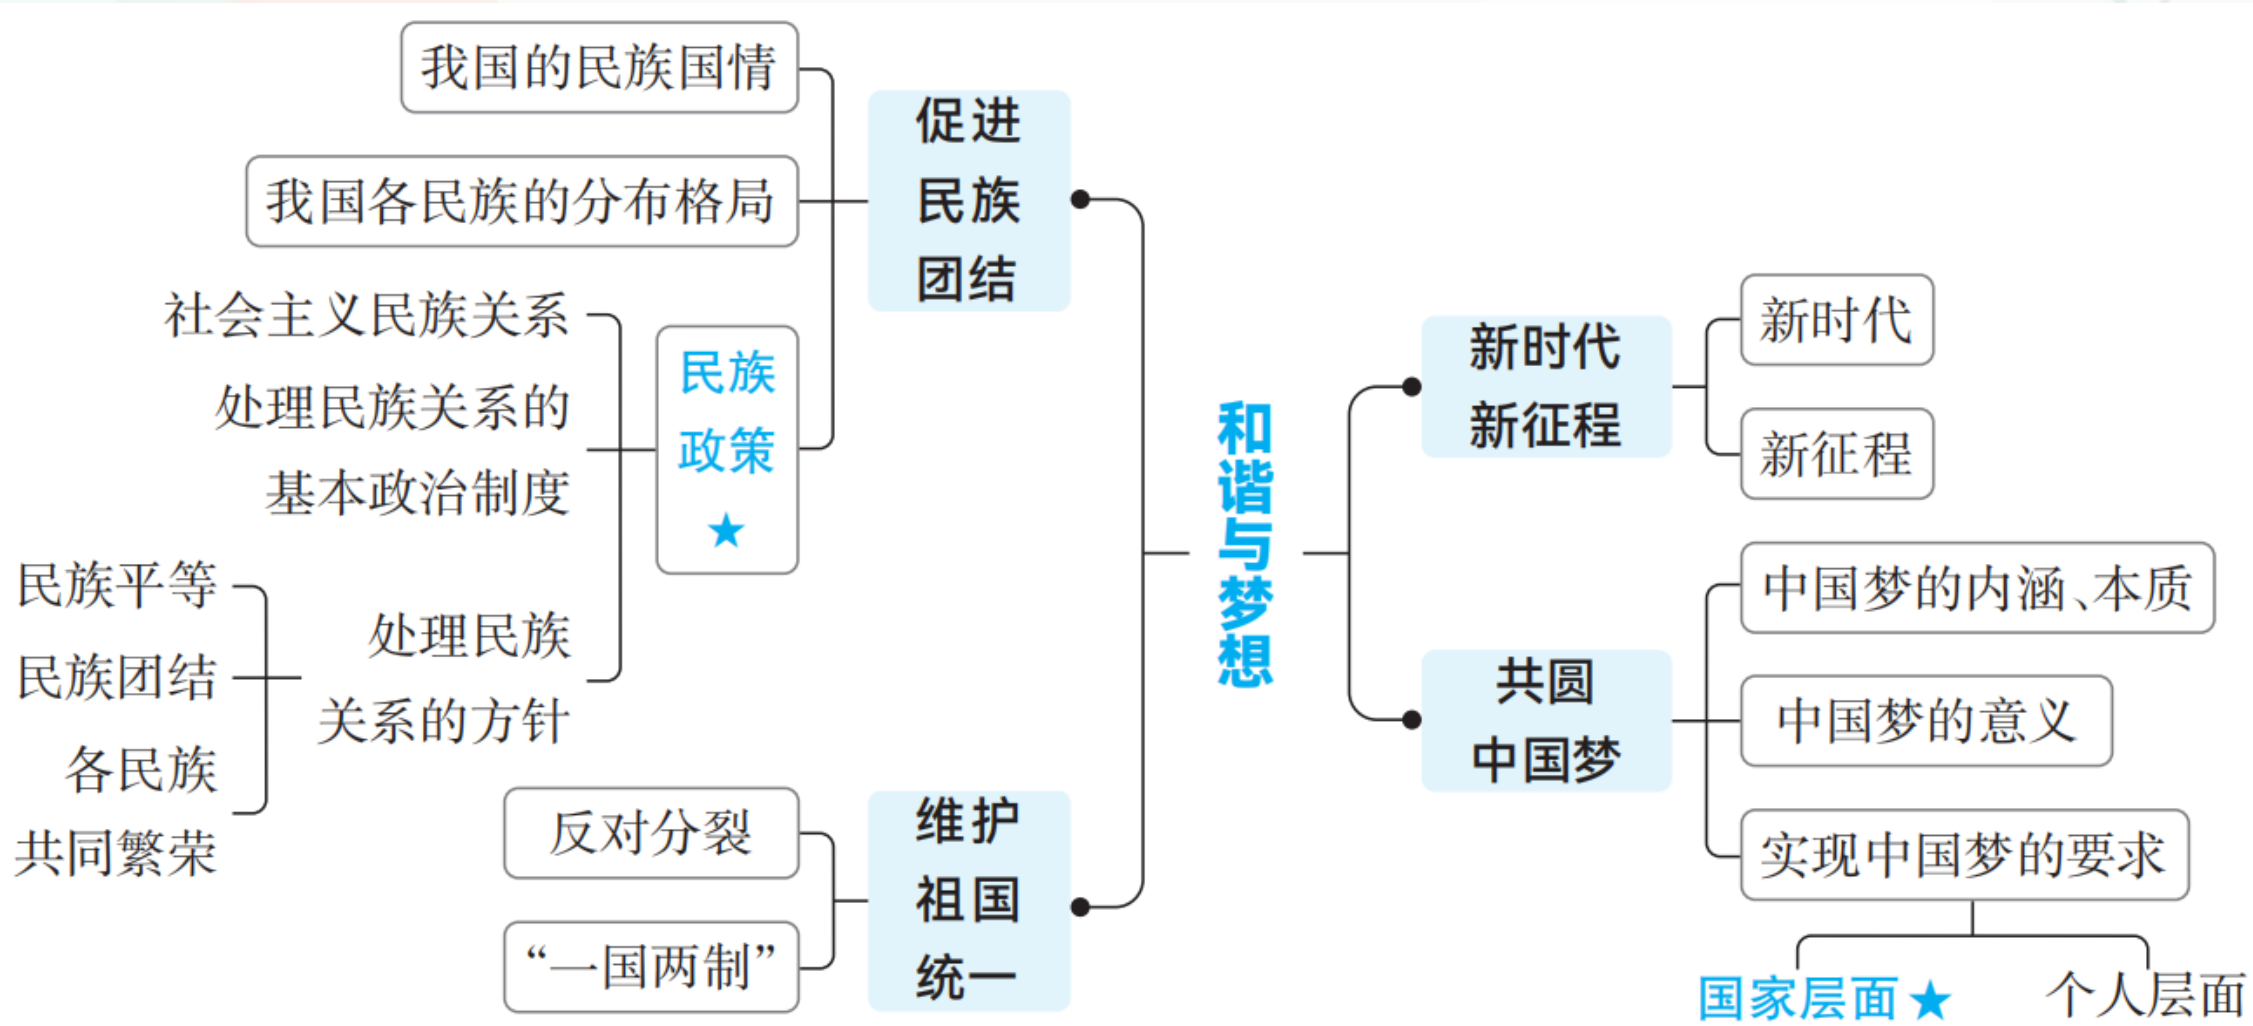 我国的民族国情
我国各民族的分布格局
社会主义民族关系
处理民族关系的
基本政治制度
民族平等
民族团结
各民族
共同繁荣
处理民族
关系的方针
民族
政策
★
促进
民族
团结
反对分裂
“一国两制”
维护
祖国
统一
和谐与梦想
新时代
新征程
新时代
新征程
共圆
中国梦
中国梦的内涵、本质
中国梦的意义
实现中国梦的要求
国家层面★
个人层面